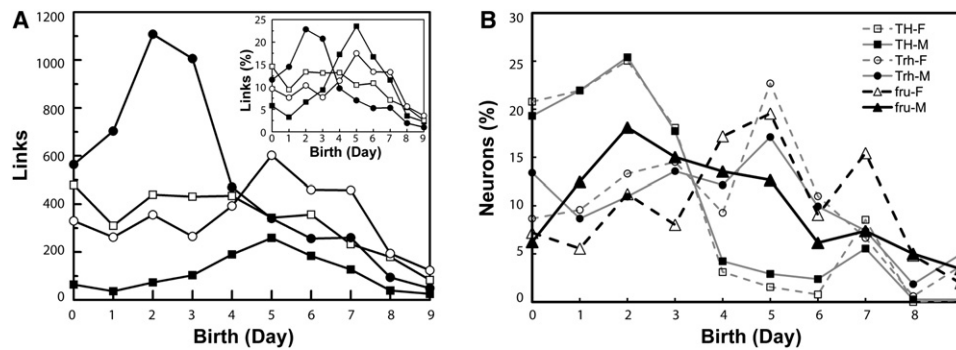 A
1200
1000
800
600
400
200
0
Links
0 1 2 3 4 5 6 7 8 9
Birth (Day)
25
20
15
10
5
0
Links (%)
0 1 2 3 4 5 6 7 8 9
Birth (Day)
B
30
25
20
15
10
5
0
Neurons (%)
0 1 2 3 4 5 6 7 8
Birth (Day)
TH-F
TH-M
Trh-F
Trh-M
fru-F
fru-M